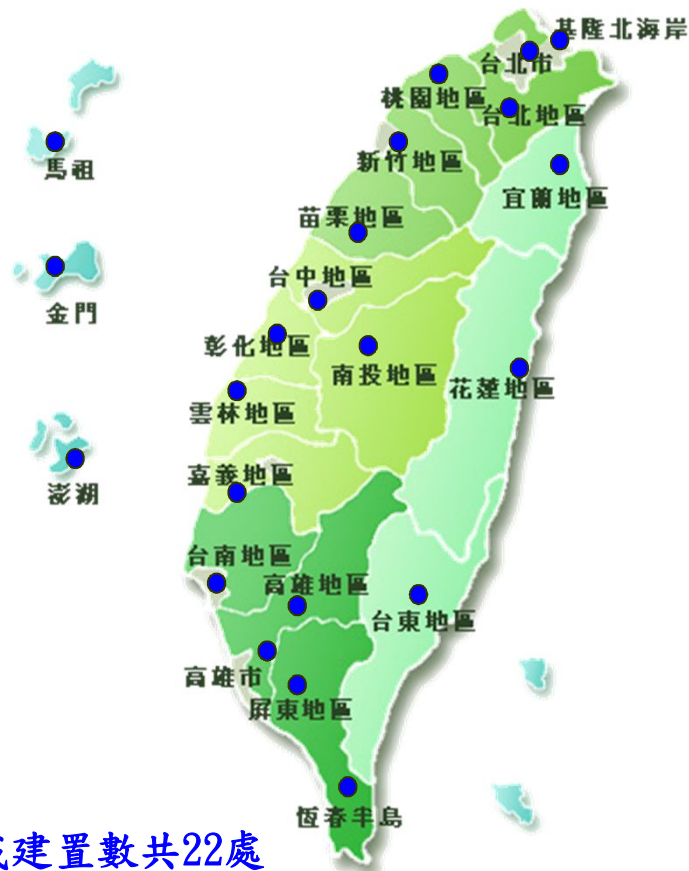 基隆北海岸
台北市
桃園地區
台北地區
新竹地區
馬祖
宜蘭地區
苗栗地區
台中地區
金門
彰化地區
南投地區
花蓮地區
雲林地區
嘉義地區
澎湖
台南地區
高雄地區
台東地區
高雄市
屏東地區
恆春半島
建置數共22處